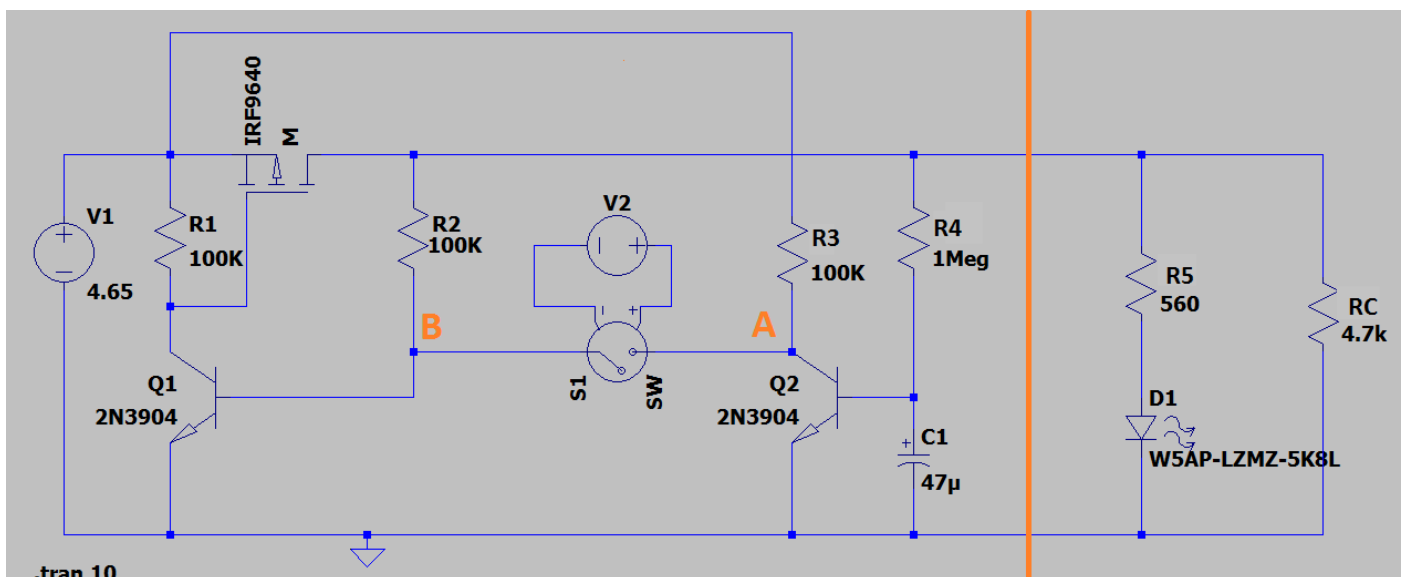 IRF9640
M
V1
4.65
R1
100K
R2
100K
V2
R3
100K
R4
1Meg
R5
560
RC
4.7k
B
A
S1
SW
Q1
2N3904
Q2
2N3904
C1
47µ
D1
W5AP-LZMZ-5K8L
.tran 10